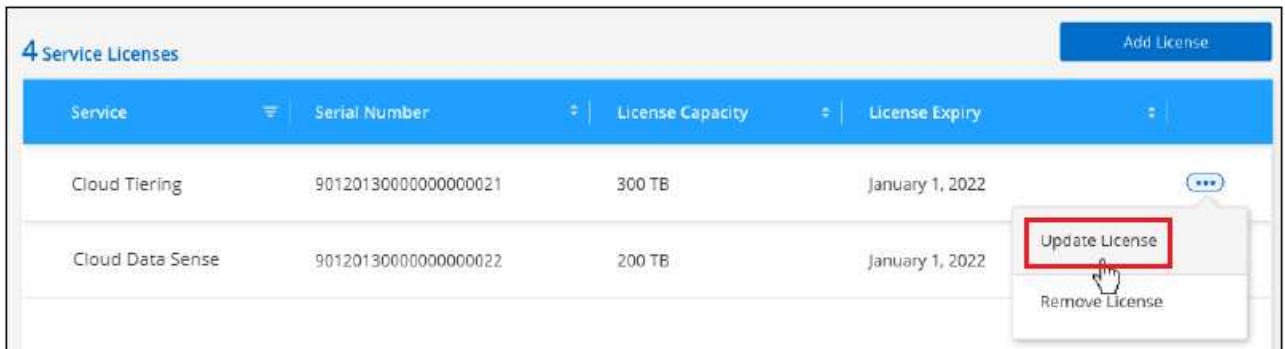 4 Service Licenses
Add License
Service Serial Number License Capacity License Expiry
Cloud Tiering 90120130000000000021 300 TB January 1, 2022
Update License
Cloud Data Sense 90120130000000000022 200 TB January 1, 2022
Remove License